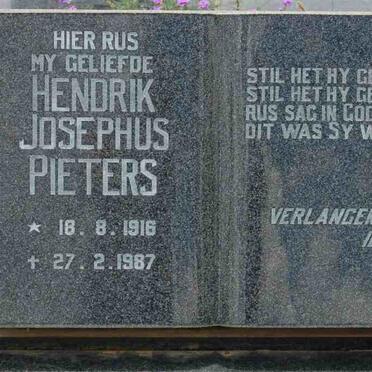 HIER RUS
MY GELIEFDE
HENDRIK
JOSEPHUS
PIETERS
* 18.8.1916
† 27.2.1987
STIL HET HY
STIL HET HY
RUS SAG IN
DIT WAS SY